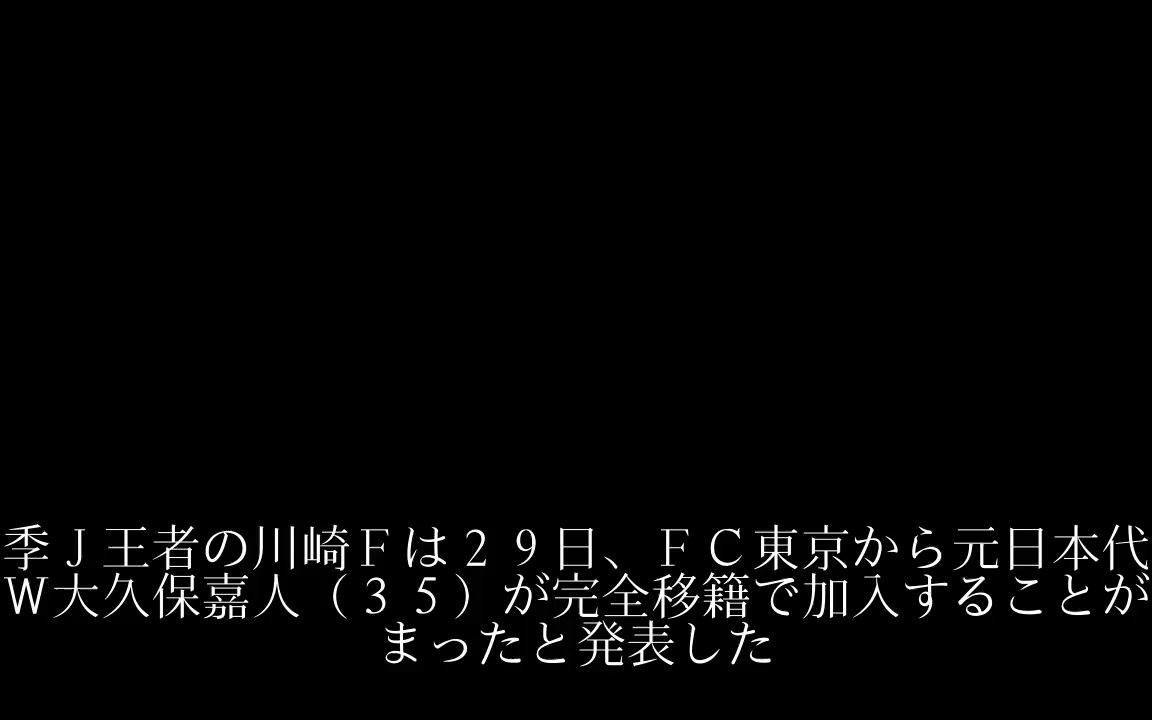 季Ｊ王者の川崎Ｆは２９日、ＦＣ東京から元日本代
Ｗ大久保嘉人（３５）が完全移籍で加入することが
まったと発表した